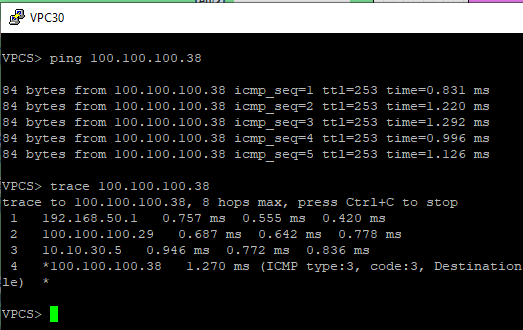 VPC30
VPCS> ping 100.100.100.38
84 bytes from 100.100.100.38 icmp_seq=1 ttl=253 time=0.831 ms
84 bytes from 100.100.100.38 icmp_seq=2 ttl=253 time=1.220 ms
84 bytes from 100.100.100.38 icmp_seq=3 ttl=253 time=1.292 ms
84 bytes from 100.100.100.38 icmp_seq=4 ttl=253 time=0.996 ms
84 bytes from 100.100.100.38 icmp_seq=5 ttl=253 time=1.126 ms
VPCS> trace 100.100.100.38
trace to 100.100.100.38, 8 hops max, press Ctrl+C to stop
1 192.168.50.1 0.757 ms 0.555 ms 0.420 ms
2 100.100.100.29 0.687 ms 0.642 ms 0.778 ms
3 10.10.30.5 0.946 ms 0.772 ms 0.836 ms
4 *100.100.100.38 1.270 ms (ICMP type:3, code:3, Destination
le) *
VPCS>